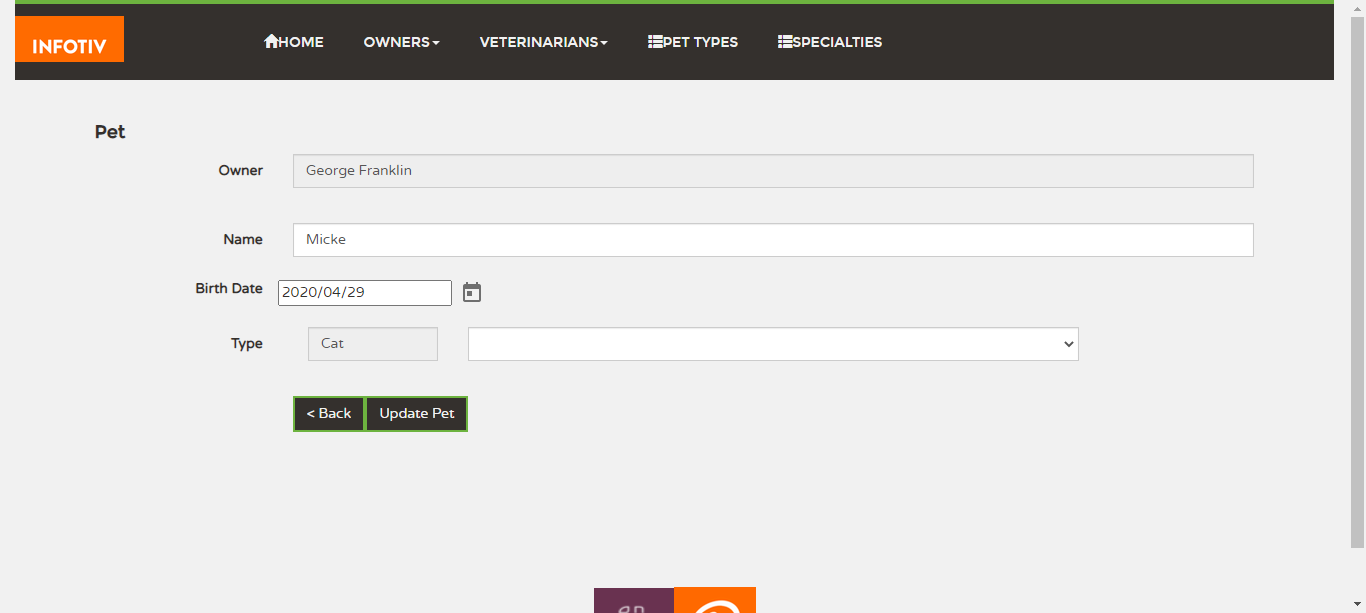 INFOTIV
HOME OWNERS VETERINARIANS PET TYPES SPECIALTIES
Pet
Owner George Franklin
Name Micke
Birth Date 2020/04/29
Type Cat
< Back Update Pet